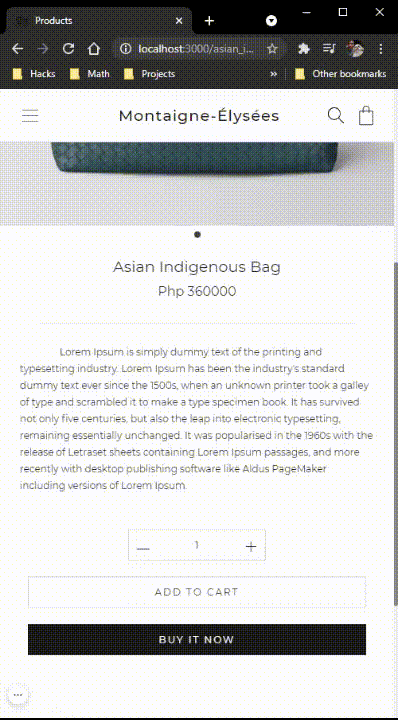 Products
localhost:3000/asian_i...
Hacks
Math
Projects
»
Other bookmarks
Montaigne-Élysées
Asian Indigenous Bag
Php 360000
Lorem Ipsum is simply dummy text of the printing and
typesetting industry. Lorem Ipsum has been the industry's standard
dummy text ever since the 1500s, when an unknown printer took a galley
of type and scrambled it to make a type specimen book. It has survived
not only five centuries, but also the leap into electronic typesetting,
remaining essentially unchanged. It was popularised in the 1960s with the
release of Letraset sheets containing Lorem Ipsum passages, and more
recently with desktop publishing software like Aldus PageMaker
including versions of Lorem Ipsum.
— 1 +
ADD TO CART
BUY IT NOW